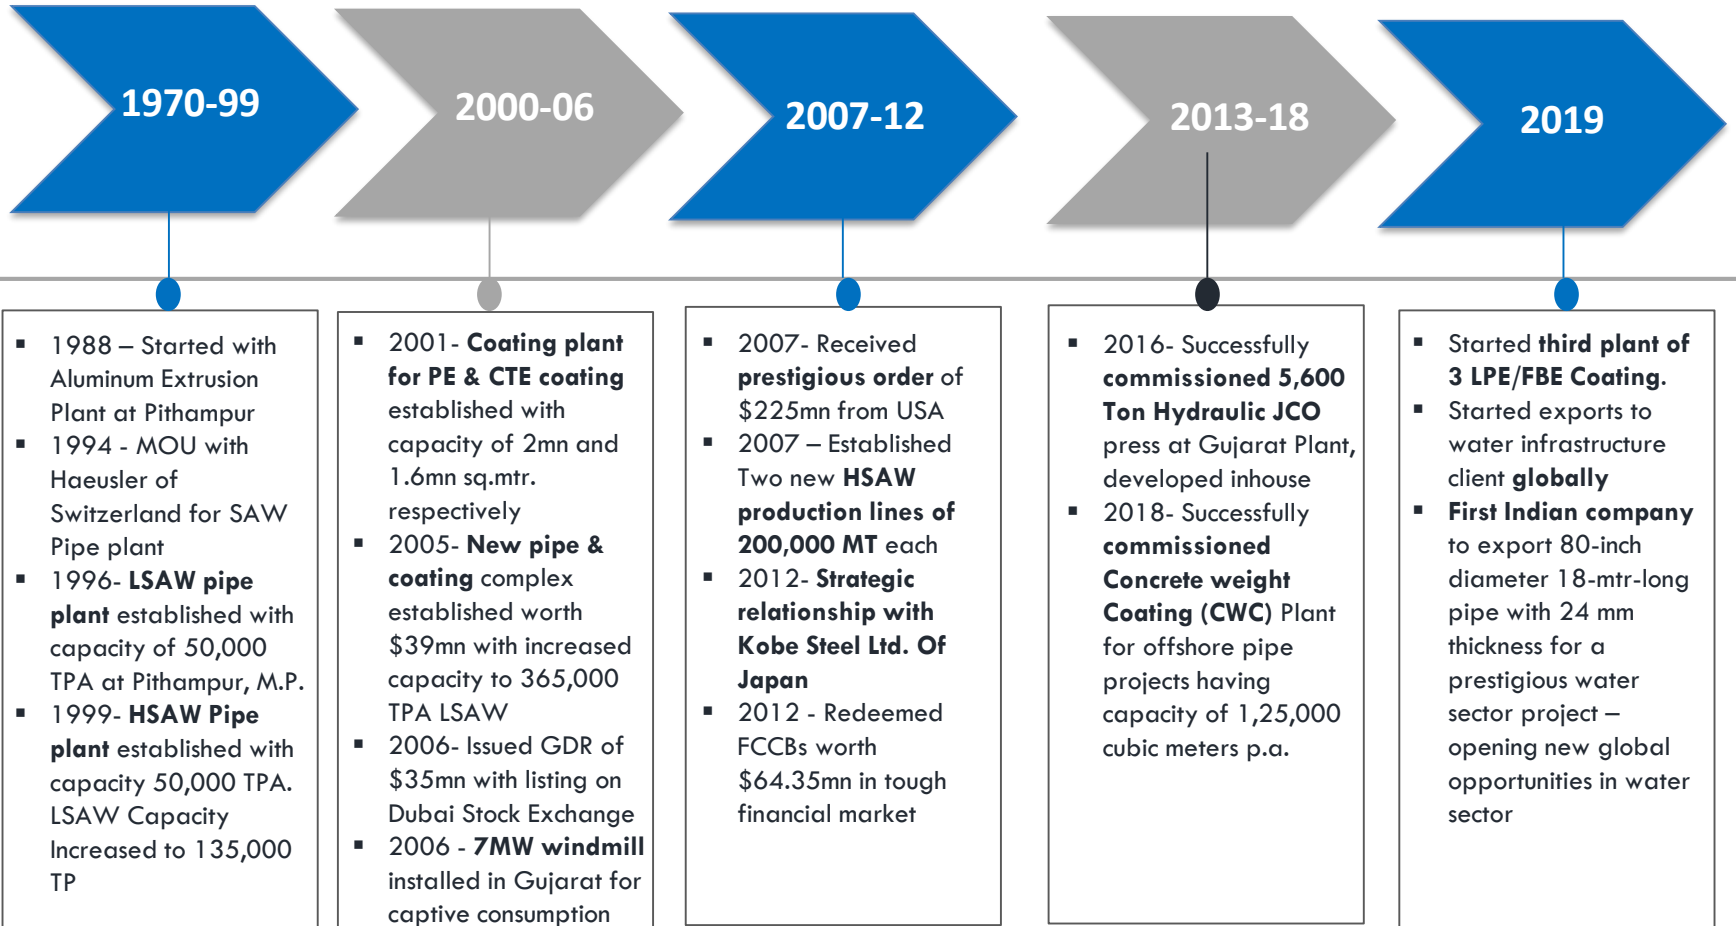 1970-99
2000-06
2007-12
2013-18
2019
▪ 1988 – Started with
Aluminum Extrusion
Plant at Pithampur
▪ 1994 - MOU with
Haeusler of
Switzerland for SAW
Pipe plant
▪ 1996- LSAW pipe
plant established with
capacity of 50,000
TPA at Pithampur, M.P.
▪ 1999- HSAW Pipe
plant established with
capacity 50,000 TPA.
LSAW Capacity
Increased to 135,000
TP
▪ 2001- Coating plant
for PE & CTE coating
established with
capacity of 2mn and
1.6mn sq.mtr.
respectively
▪ 2005- New pipe &
coating complex
established worth
$39mn with increased
capacity to 365,000
TPA LSAW
▪ 2006- Issued GDR of
$35mn with listing on
Dubai Stock Exchange
▪ 2006 - 7MW windmill
installed in Gujarat for
captive consumption
▪ 2007- Received
prestigious order of
$225mn from USA
▪ 2007 – Established
Two new HSAW
production lines of
200,000 MT each
▪ 2012- Strategic
relationship with
Kobe Steel Ltd. Of
Japan
▪ 2012 - Redeemed
FCCBs worth
$64.35mn in tough
financial market
▪ 2016- Successfully
commissioned 5,600
Ton Hydraulic JCO
press at Gujarat Plant,
developed inhouse
▪ 2018- Successfully
commissioned
Concrete weight
Coating (CWC) Plant
for offshore pipe
projects having
capacity of 1,25,000
cubic meters p.a.
▪ Started third plant of
3 LPE/FBE Coating.
▪ Started exports to
water infrastructure
client globally
▪ First Indian company
to export 80-inch
diameter 18-mtr-long
pipe with 24 mm
thickness for a
prestigious water
sector project –
opening new global
opportunities in water
sector